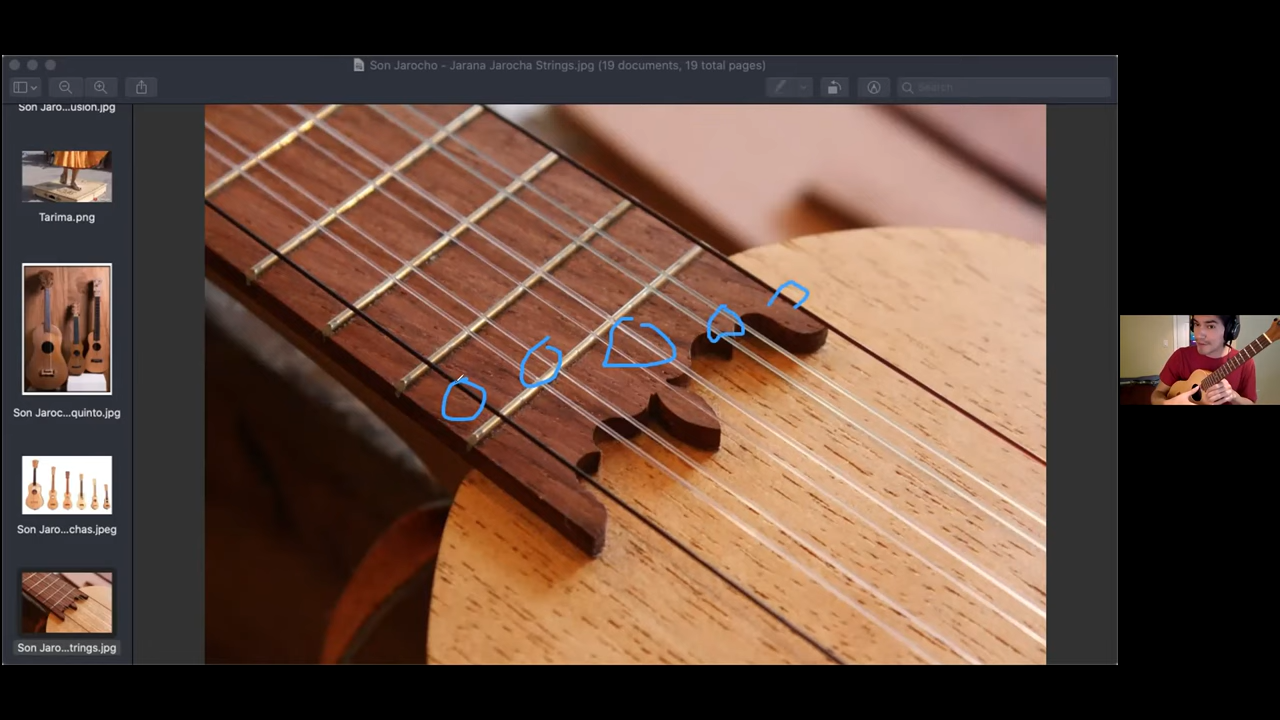 Son Jarocho - Jarana Jarocha Strings.jpg (19 documents, 19 total pages)
Search
Son Jaro...usion.jpg
Tarima.png
Son Jaroc...quinto.jpg
Son Jaro...chas.jpeg
Son Jaro...trings.jpg